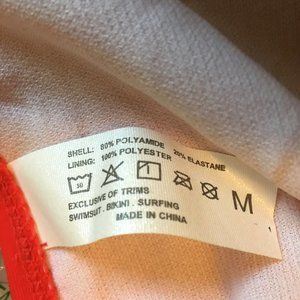 SHELL: 80% POLYAMIDE 20% ELASTANE
LINING: 100% POLYESTER
30 M
EXCLUSIVE OF TRIMS
SWIMSUIT . BIKINI . SURFING
MADE IN CHINA